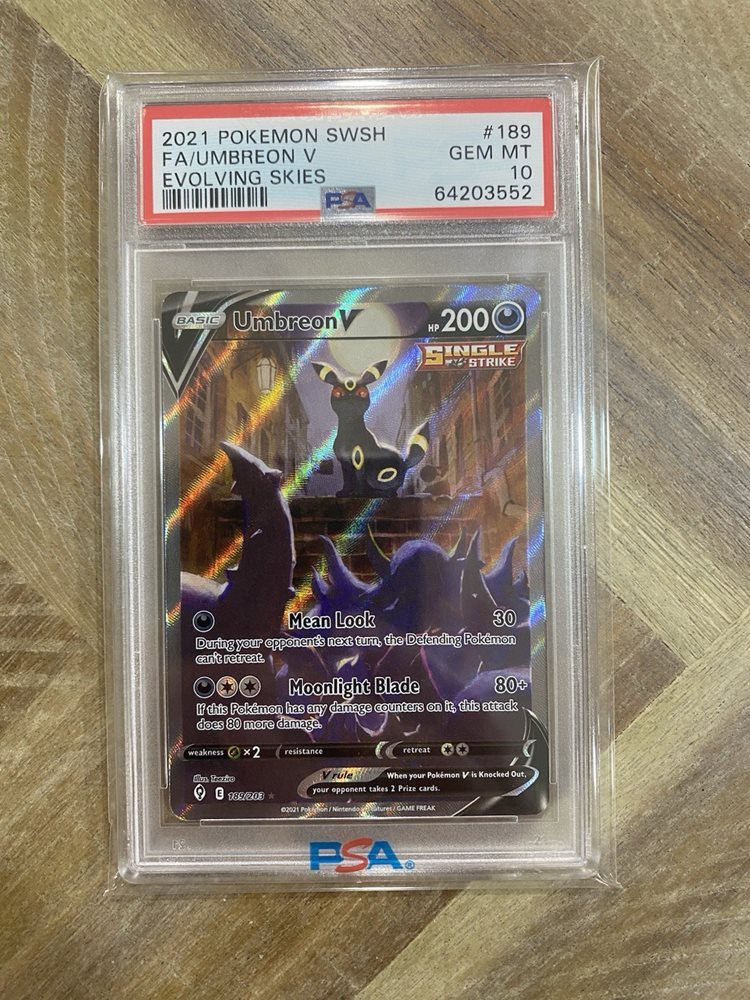 2021 POKEMON SWSH #189
FA/UMBREON V GEM MT
EVOLVING SKIES 10
PSA 64203552
BASIC Umbreon V HP 200
SINGLE
STRIKE
Mean Look 30
During your opponent's next turn, the Defending Pokémon
can't retreat.
Moonlight Blade 80+
If this Pokémon has any damage counters on it, this attack
does 80 more damage.
weakness ×2 resistance retreat
V rule When your Pokémon V is Knocked Out,
your opponent takes 2 Prize cards.
Illus. Teeziro
E 189/203
©2021 Pokémon / Nintendo / Creatures / GAME FREAK
PSA®